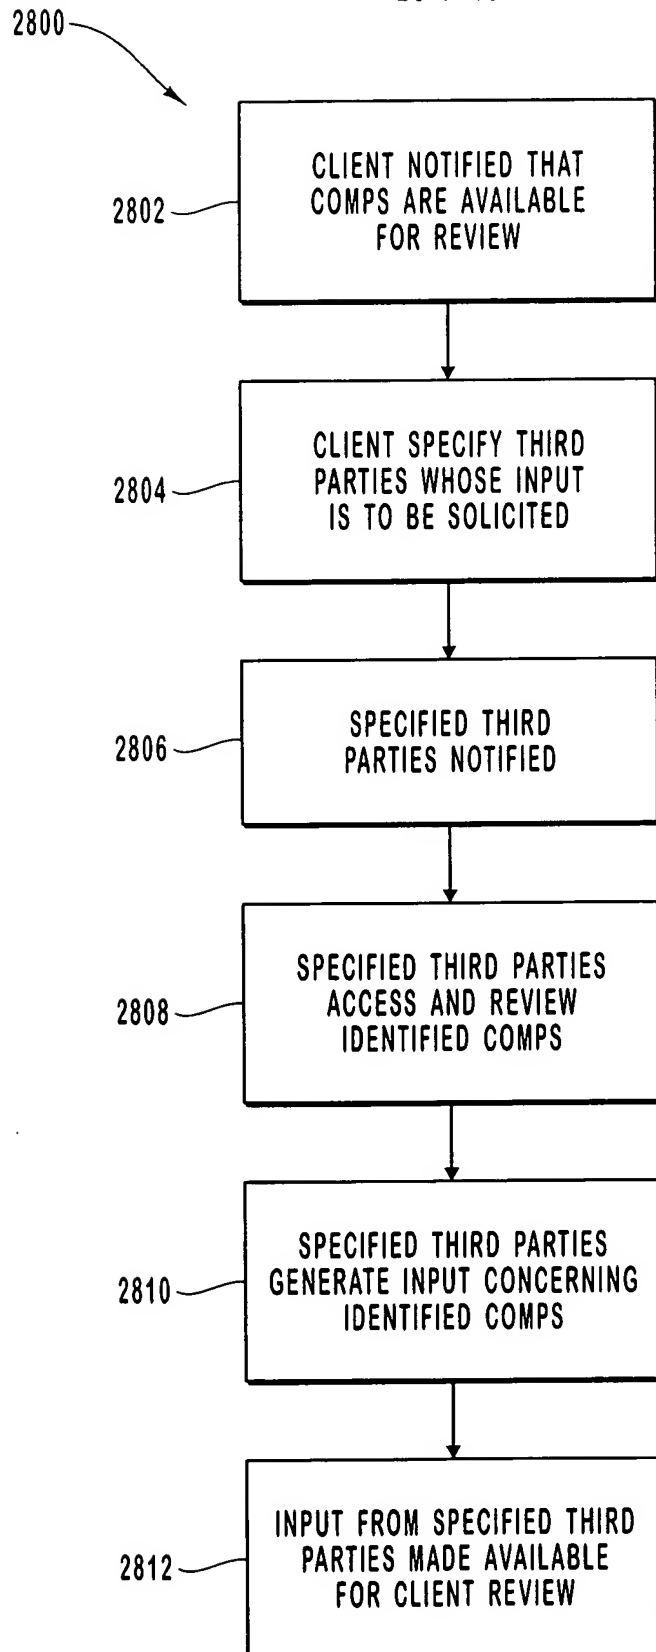 2800
2802
CLIENT NOTIFIED THAT
COMPS ARE AVAILABLE
FOR REVIEW
2804
CLIENT SPECIFY THIRD
PARTIES WHOSE INPUT
IS TO BE SOLICITED
2806
SPECIFIED THIRD
PARTIES NOTIFIED
2808
SPECIFIED THIRD PARTIES
ACCESS AND REVIEW
IDENTIFIED COMPS
2810
SPECIFIED THIRD PARTIES
GENERATE INPUT CONCERNING
IDENTIFIED COMPS
2812
INPUT FROM SPECIFIED THIRD
PARTIES MADE AVAILABLE
FOR CLIENT REVIEW